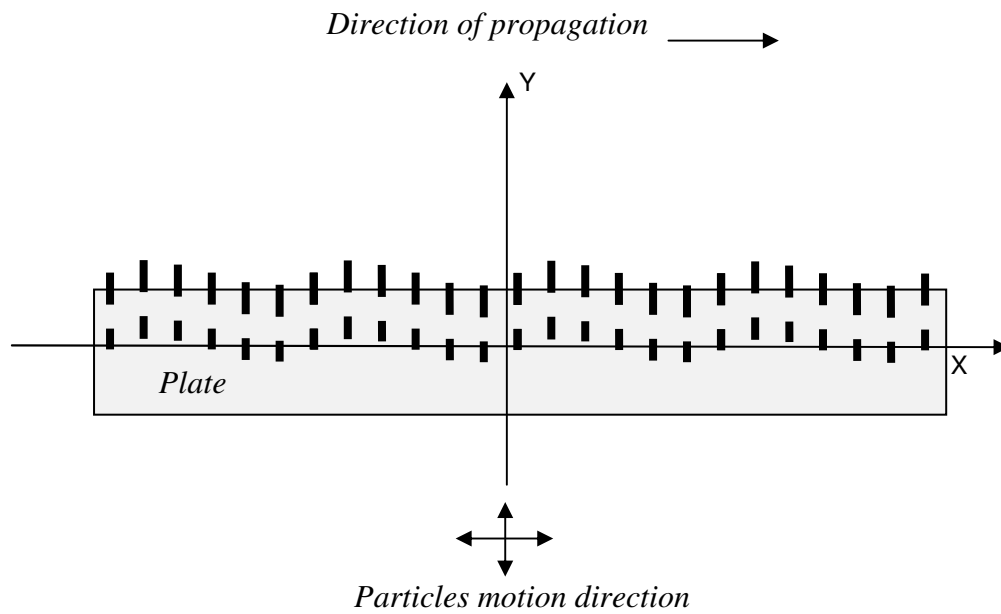 Direction of propagation
Y
X
Plate
Particles motion direction